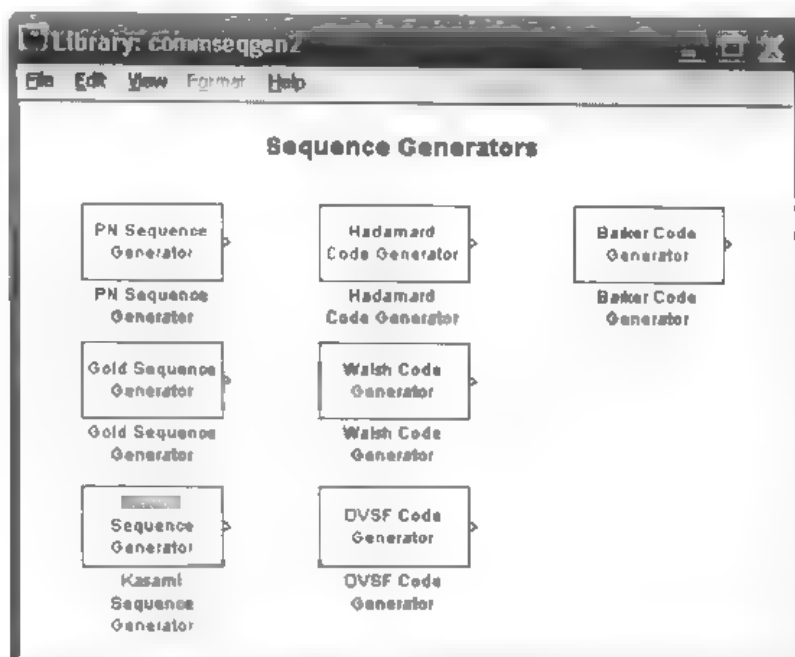 Library: commseqgen2
File Edit View Format Help
Sequence Generators
PN Sequence
Generator
PN Sequence
Generator
Hadamard
Code Generator
Hadamard
Code Generator
Barker Code
Generator
Barker Code
Generator
Gold Sequence
Generator
Gold Sequence
Generator
Walsh Code
Generator
Walsh Code
Generator
Sequence
Generator
Kasami
Sequence
Generator
OVSF Code
Generator
OVSF Code
Generator